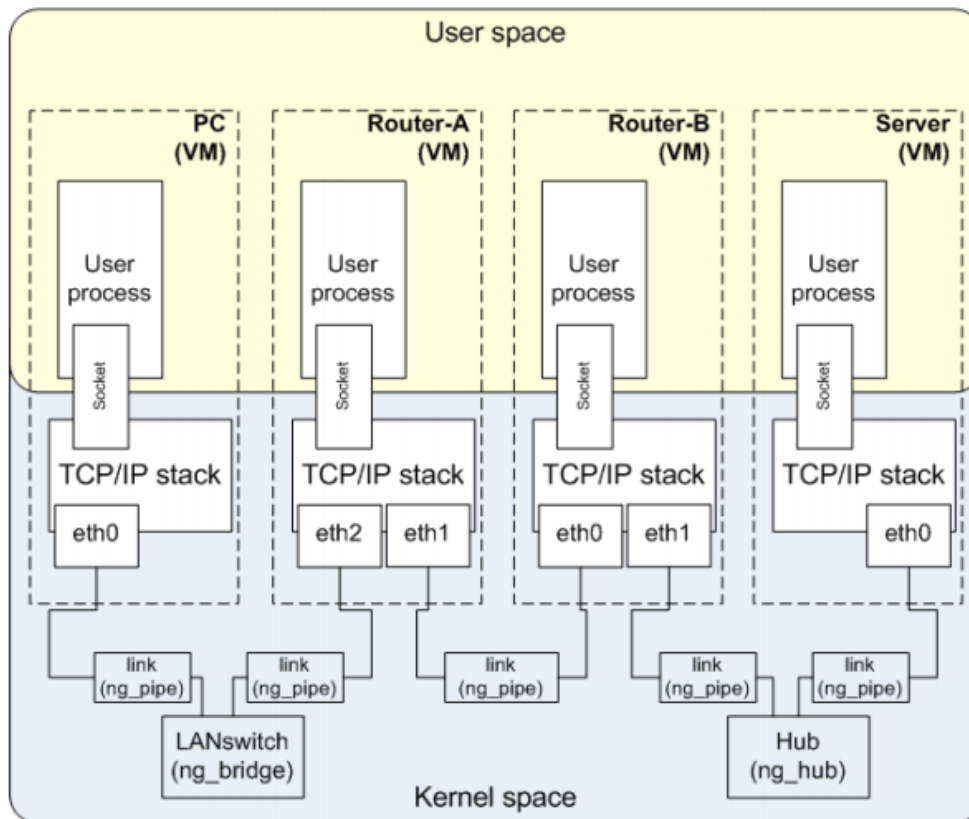 User space
PC
(VM)
Router-A
(VM)
Router-B
(VM)
Server
(VM)
User
process
User
process
User
process
User
process
Socket
Socket
Socket
Socket
TCP/IP stack
TCP/IP stack
TCP/IP stack
TCP/IP stack
eth0
eth2
eth1
eth0
eth1
eth0
link
(ng_pipe)
link
(ng_pipe)
link
(ng_pipe)
link
(ng_pipe)
link
(ng_pipe)
LANswitch
(ng_bridge)
Hub
(ng_hub)
Kernel space